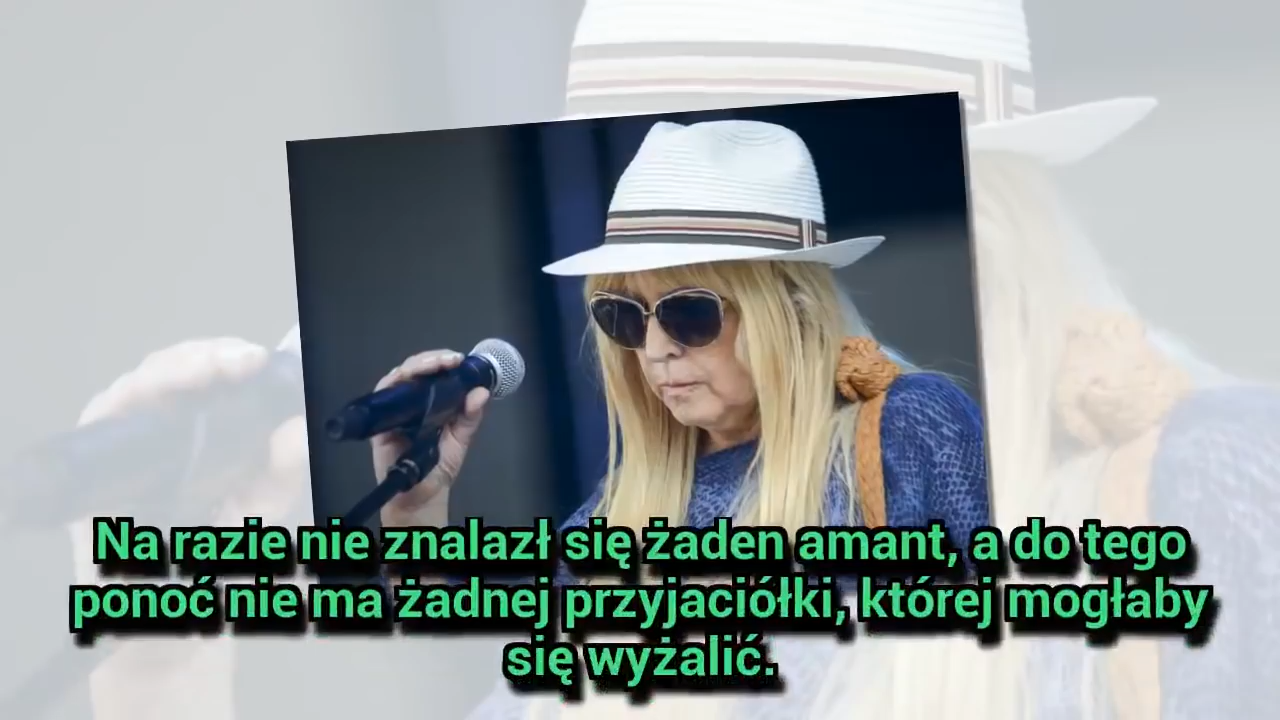 Na razie nie znalazł się żaden amant, a do tego
ponoć nie ma żadnej przyjaciółki, której mogłaby
się wyżalić.